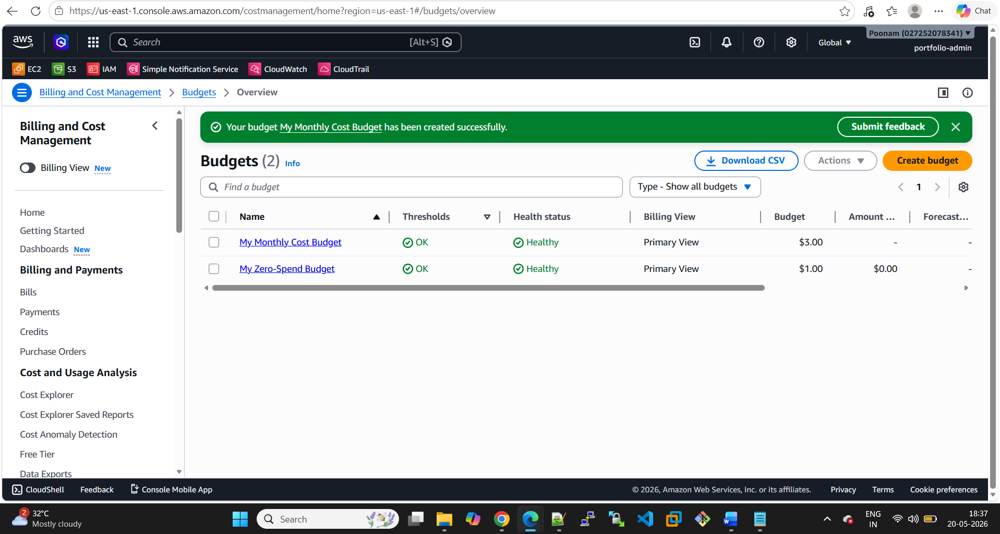 https://us-east-1.console.aws.amazon.com/costmanagement/home?region=us-east-1#/budgets/overview
Chat
aws
Search
[Alt+S]
Global
Poonam (027252078341)
portfolio-admin
EC2
S3
IAM
Simple Notification Service
CloudWatch
CloudTrail
Billing and Cost Management
Budgets
Overview
Billing and Cost
Management
Billing View New
Home
Getting Started
Dashboards New
Billing and Payments
Bills
Payments
Credits
Purchase Orders
Cost and Usage Analysis
Cost Explorer
Cost Explorer Saved Reports
Cost Anomaly Detection
Free Tier
Data Exports
Your budget My Monthly Cost Budget has been created successfully.
Submit feedback
Budgets (2) Info
Download CSV
Actions
Create budget
Find a budget
Type - Show all budgets
1
Name Thresholds Health status Billing View Budget Amount ... Forecast...
My Monthly Cost Budget OK Healthy Primary View $3.00 - -
My Zero-Spend Budget OK Healthy Primary View $1.00 $0.00 -
CloudShell Feedback Console Mobile App
© 2026, Amazon Web Services, Inc. or its affiliates. Privacy Terms Cookie preferences
2
32°C
Mostly cloudy
Search
ENG
IN
18:37
20-05-2026